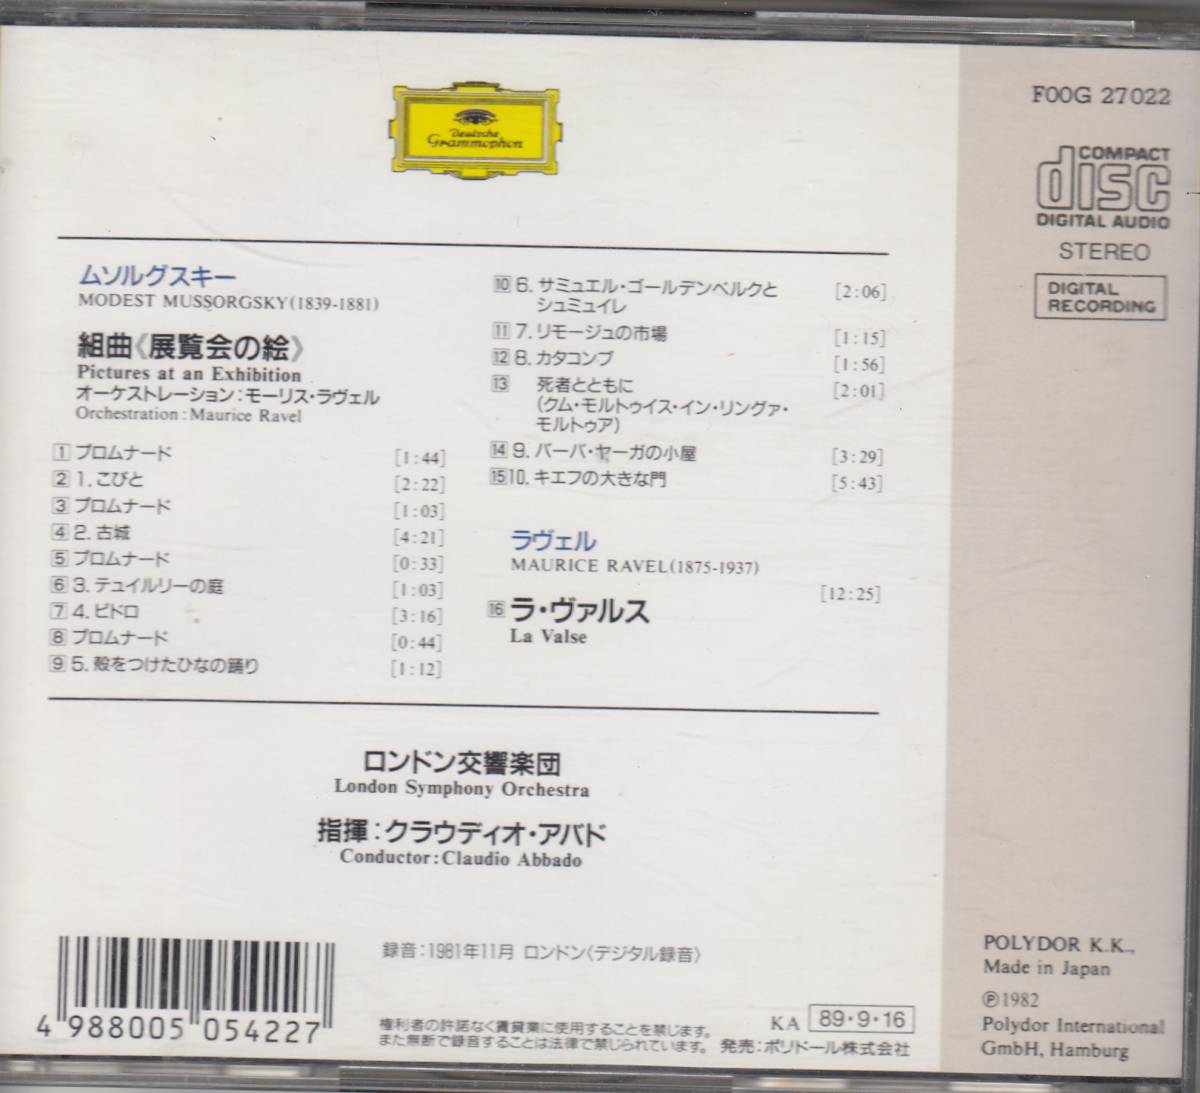 Deutsche
Grammophon
F00G 27022
COMPACT
disc
DIGITAL AUDIO
STEREO
DIGITAL
RECORDING
ムソルグスキー
MODEST MUSSORGSKY(1839-1881)
組曲《展覧会の絵》
Pictures at an Exhibition
オーケストレーション:モーリス・ラヴェル
Orchestration:Maurice Ravel
1 プロムナード [1:44]
2 1. こびと [2:22]
3 プロムナード [1:03]
4 2. 古城 [4:21]
5 プロムナード [0:33]
6 3. テュイルリーの庭 [1:03]
7 4. ビドロ [3:16]
8 プロムナード [0:44]
9 5. 殻をつけたひなの踊り [1:12]
10 6. サミュエル・ゴールデンベルクと [2:06]
シュミュイレ
11 7. リモージュの市場 [1:15]
12 8. カタコンブ [1:56]
13 死者とともに [2:01]
(クム・モルトゥイス・イン・リングァ・
モルトゥア)
14 9. バーバ・ヤーガの小屋 [3:29]
15 10. キエフの大きな門 [5:43]
ラヴェル
MAURICE RAVEL(1875-1937)
16 ラ・ヴァルス [12:25]
La Valse
ロンドン交響楽団
London Symphony Orchestra
指揮:クラウディオ・アバド
Conductor:Claudio Abbado
録音:1981年11月 ロンドン〈デジタル録音〉
4 988005 054227
権利者の許諾なく賃貸業に使用することを禁じます。
また無断で録音することは法律で禁じられています。
KA 89・9・16
発売:ポリドール株式会社
POLYDOR K.K.,
Made in Japan
Ⓟ1982
Polydor International
GmbH, Hamburg